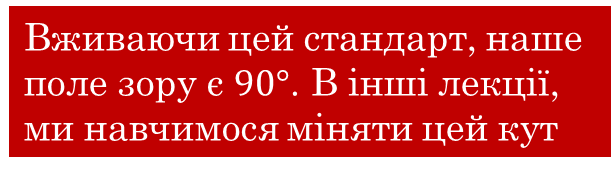 Вживаючи цей стандарт, наше
поле зору є 90°. В інші лекції,
ми навчимося міняти цей кут